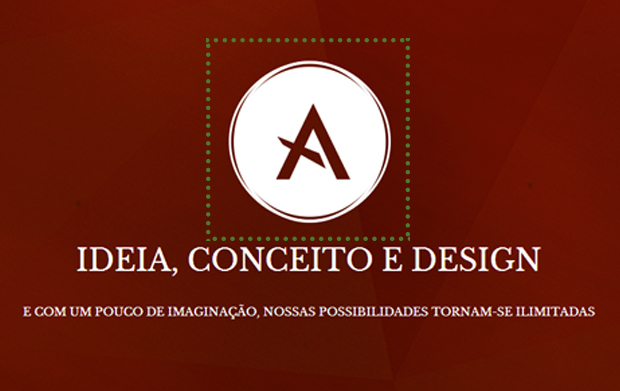 A
IDEIA, CONCEITO E DESIGN
E COM UM POUCO DE IMAGINAÇÃO, NOSSAS POSSIBILIDADES TORNAM-SE ILIMITADAS